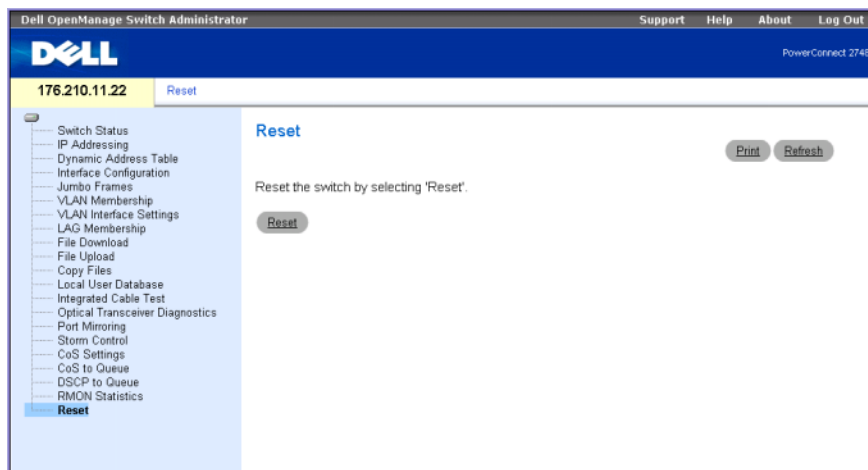 Dell OpenManage Switch Administrator Support Help About Log Out
DELL
PowerConnect 2748
176.210.11.22 Reset
Switch Status
IP Addressing
Dynamic Address Table
Interface Configuration
Jumbo Frames
VLAN Membership
VLAN Interface Settings
LAG Membership
File Download
File Upload
Copy Files
Local User Database
Integrated Cable Test
Optical Transceiver Diagnostics
Port Mirroring
Storm Control
CoS Settings
CoS to Queue
DSCP to Queue
RMON Statistics
Reset
Reset
Print Refresh
Reset the switch by selecting 'Reset'.
Reset